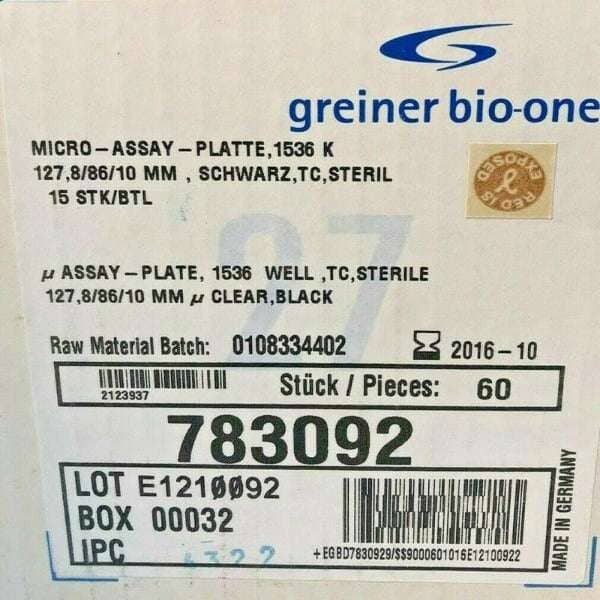 greiner bio-one
MICRO-ASSAY-PLATTE,1536 K
127,8/86/10 MM , SCHWARZ,TC,STERIL
15 STK/BTL
RED IS EXPOSED
27
μ ASSAY-PLATE, 1536 WELL ,TC,STERILE
127,8/86/10 MM μ CLEAR,BLACK
Raw Material Batch: 0108334402
2016-10
2123937
Stück / Pieces: 60
783092
LOT E1210092
BOX 00032
IPC 4322
+EGBD7830929/$$9000601016E12100922
MADE IN GERMANY